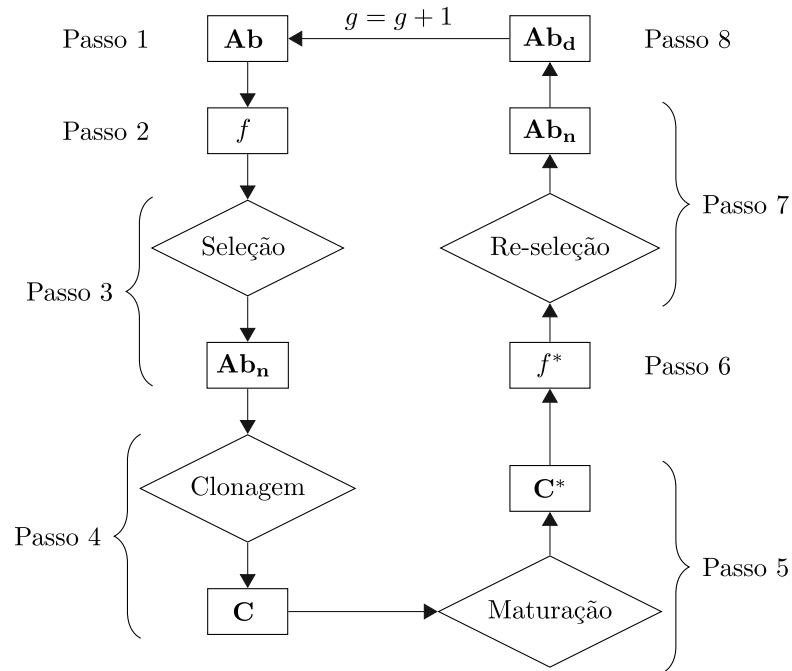 Passo 1
Ab
g = g + 1
Ab_d
Passo 8
Passo 2
f
Ab_n
Passo 7
Seleção
Re-seleção
Passo 3
Ab_n
f*
Passo 6
Clonagem
C*
Passo 4
Passo 5
C
Maturação